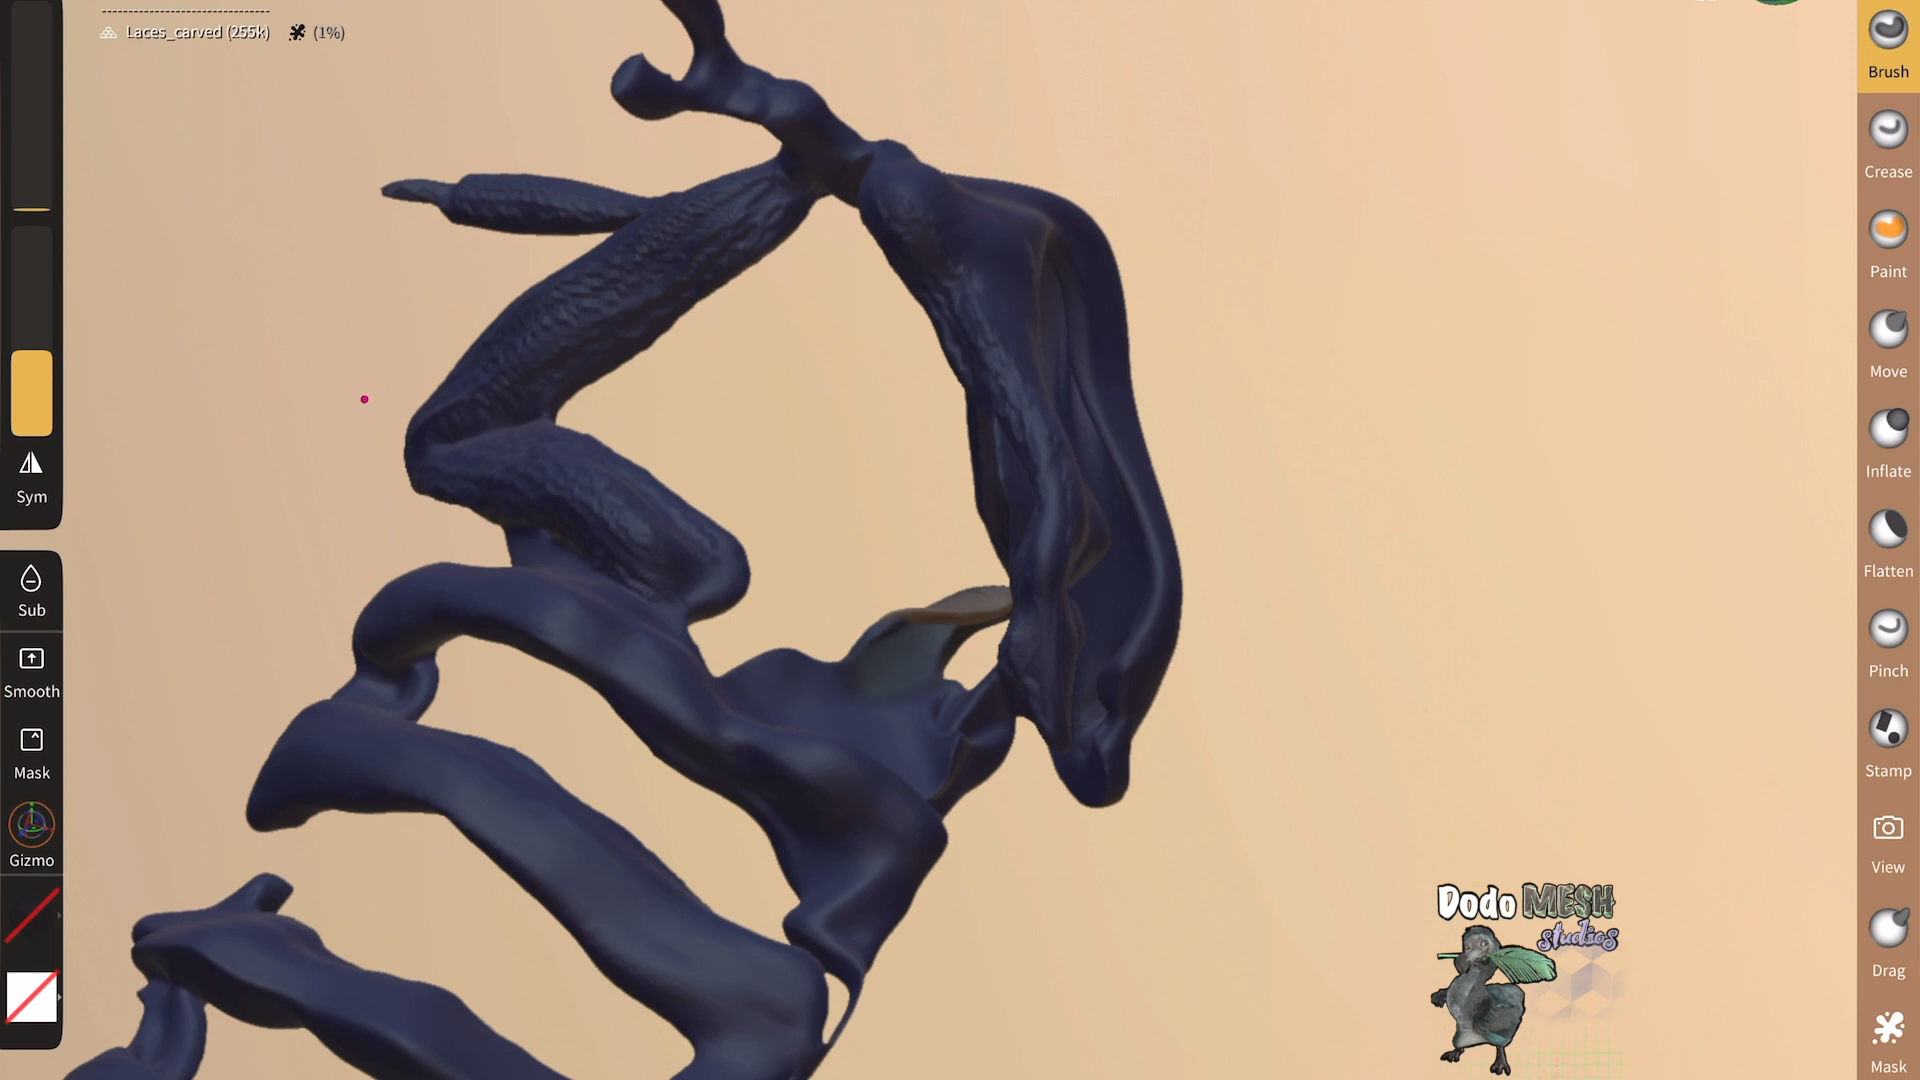 Laces_carved (255k) (1%)
Sym
Sub
Smooth
Mask
Gizmo
Brush
Crease
Paint
Move
Inflate
Flatten
Pinch
Stamp
View
Drag
Mask
Dodo MESH
studios